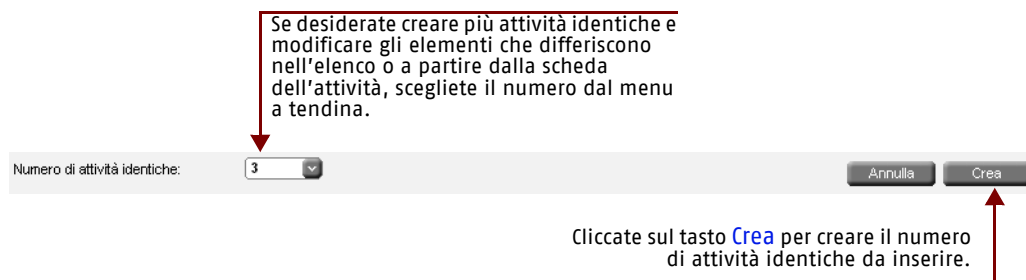 Se desiderate creare più attività identiche e
modificare gli elementi che differiscono
nell'elenco o a partire dalla scheda
dell'attività, scegliete il numero dal menu
a tendina.
Numero di attività identiche: 3 Annulla Crea
Cliccate sul tasto Crea per creare il numero
di attività identiche da inserire.